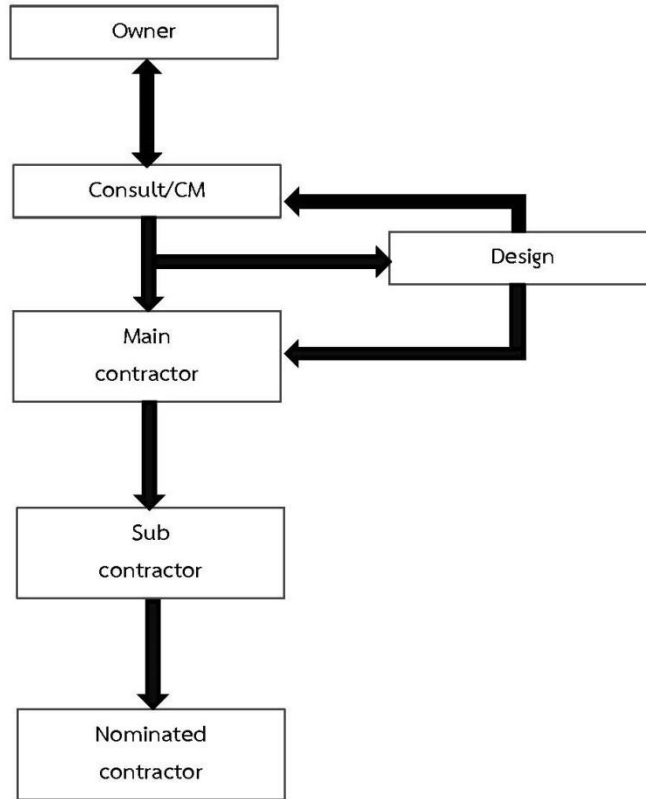 Owner
Consult/CM
Design
Main
contractor
Sub
contractor
Nominated
contractor